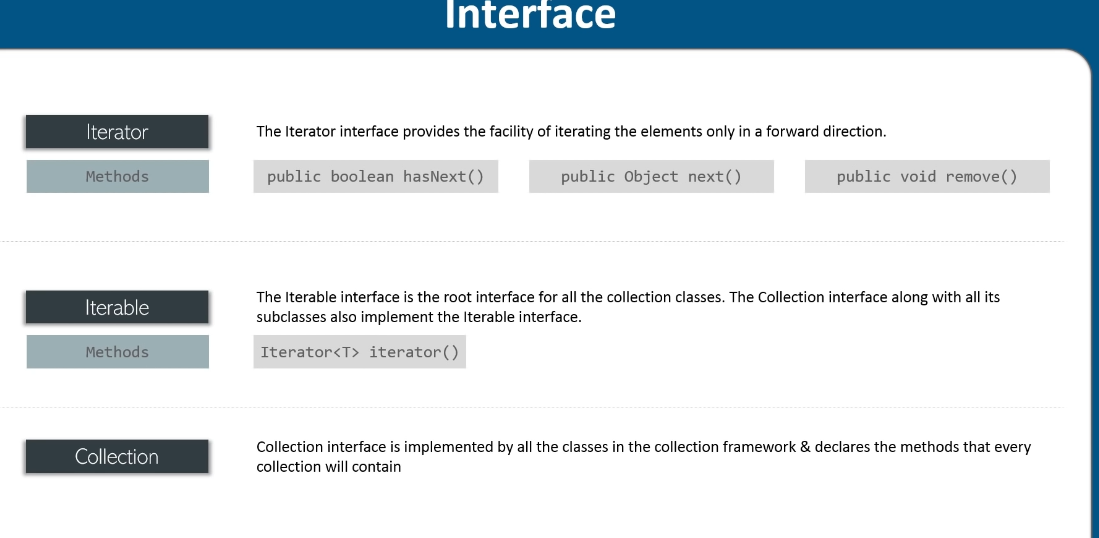 Interface
Iterator
The Iterator interface provides the facility of iterating the elements only in a forward direction.
Methods
public boolean hasNext()
public Object next()
public void remove()
Iterable
The Iterable interface is the root interface for all the collection classes. The Collection interface along with all its
subclasses also implement the Iterable interface.
Methods
Iterator<T> iterator()
Collection
Collection interface is implemented by all the classes in the collection framework & declares the methods that every
collection will contain